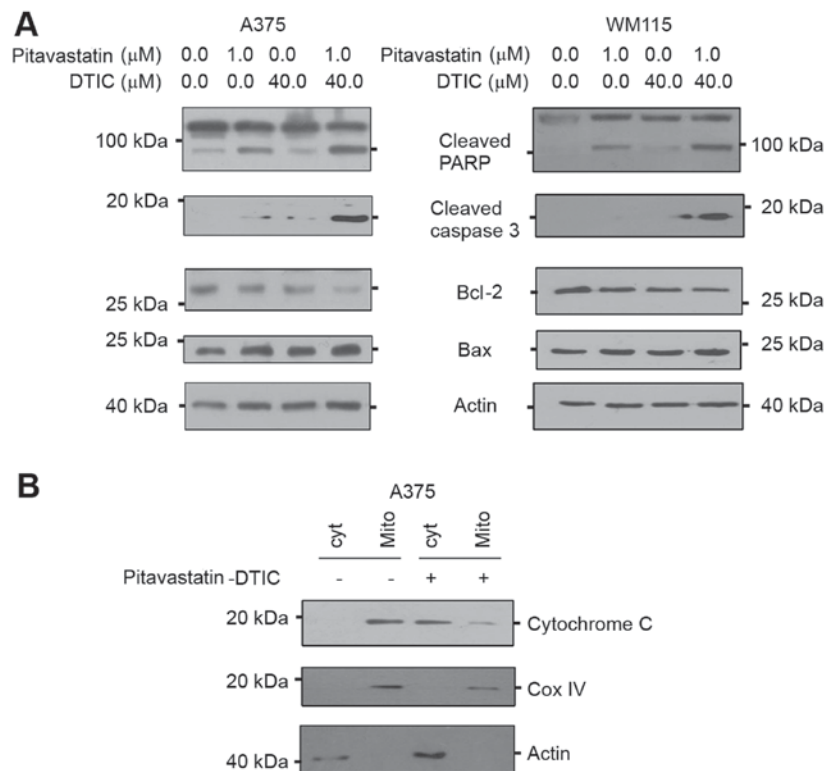 A
A375
Pitavastatin (μM) 0.0 1.0 0.0 1.0
DTIC (μM) 0.0 0.0 40.0 40.0
100 kDa
20 kDa
25 kDa
25 kDa
40 kDa
WM115
Pitavastatin (μM) 0.0 1.0 0.0 1.0
DTIC (μM) 0.0 0.0 40.0 40.0
Cleaved
PARP
100 kDa
Cleaved
caspase 3
20 kDa
Bcl-2
25 kDa
Bax
25 kDa
Actin
40 kDa
B
A375
cyt Mito cyt Mito
Pitavastatin -DTIC - - + +
20 kDa Cytochrome C
20 kDa Cox IV
40 kDa Actin